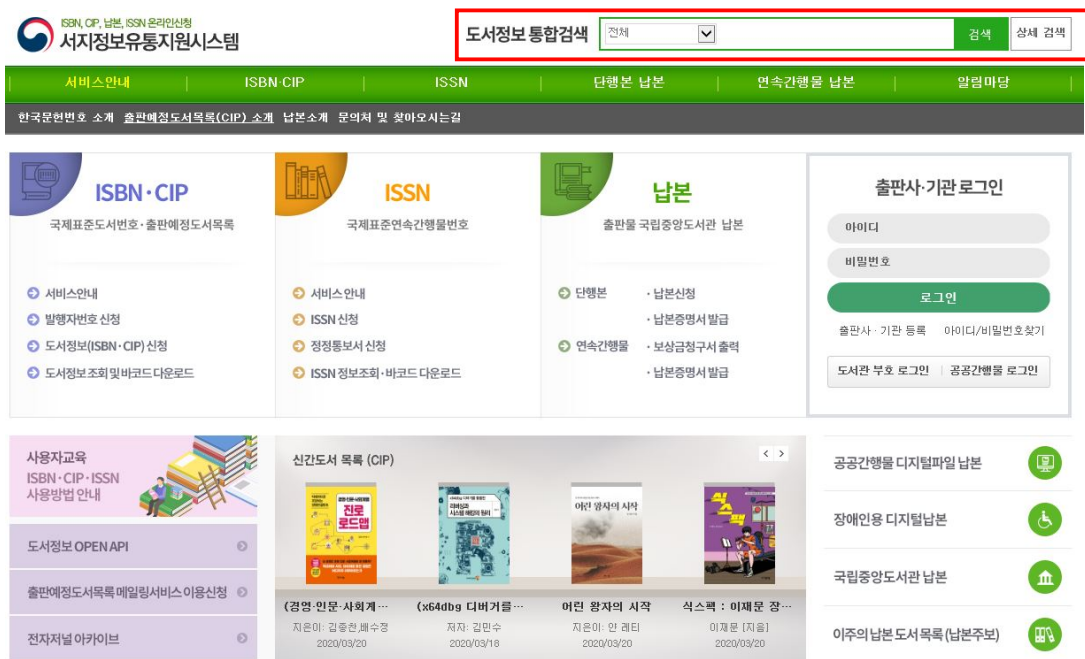 ISBN, CIP, 납본, ISSN 온라인신청
서지정보유통지원시스템
도서정보 통합검색 전체 검색 상세 검색
서비스안내 ISBN·CIP ISSN 단행본 납본 연속간행물 납본 알림마당
한국문헌번호 소개 출판예정도서목록(CIP) 소개 납본소개 문의처 및 찾아오시는길
ISBN·CIP
국제표준도서번호·출판예정도서목록
서비스안내
발행자번호 신청
도서정보(ISBN·CIP) 신청
도서정보 조회 및 바코드 다운로드
ISSN
국제표준연속간행물번호
서비스 안내
ISSN 신청
정정통보서 신청
ISSN 정보조회·바코드 다운로드
납본
출판물 국립중앙도서관 납본
단행본 · 납본신청
· 납본증명서 발급
연속간행물 · 보상금청구서 출력
· 납본증명서 발급
출판사·기관 로그인
아이디
비밀번호
로그인
출판사·기관 등록 아이디/비밀번호찾기
도서관 부호 로그인 공공간행물 로그인
사용자교육
ISBN·CIP·ISSN
사용방법 안내
도서정보 OPEN API
출판예정도서목록 메일링서비스 이용신청
전자저널 아카이브
신간도서 목록 (CIP)
경영·인문·사회계열
진로
로드맵
리버싱과
시스템 해킹의 원리
어린 왕자의 시작
식스팩
(경영·인문·사회계…
지은이: 김종천,배수정
2020/03/20
(x64dbg 디버거를…
저자: 김민수
2020/03/18
어린 왕자의 시작
지은이: 안 레티
2020/03/20
식스팩 : 이재문 장…
이재문 [지음]
2020/03/20
공공간행물 디지털파일 납본
장애인용 디지털납본
국립중앙도서관 납본
이주의 납본 도서 목록 (납본주보)